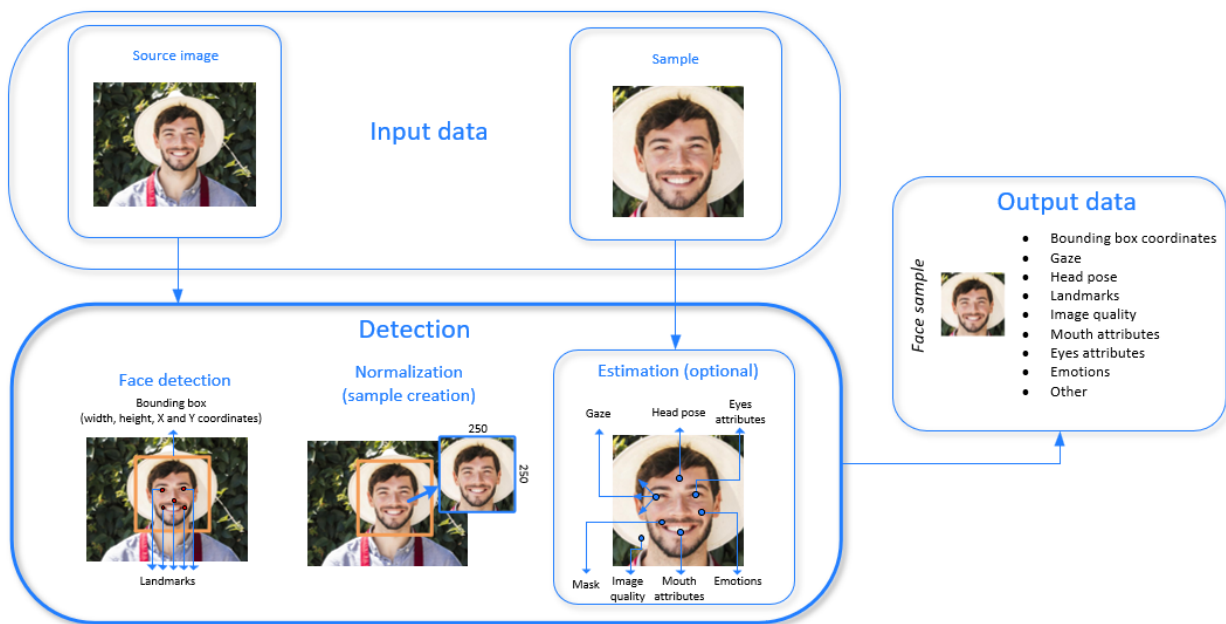 Source image
Sample
Input data
Output data
Face sample
• Bounding box coordinates
• Gaze
• Head pose
• Landmarks
• Image quality
• Mouth attributes
• Eyes attributes
• Emotions
• Other
Detection
Face detection
Bounding box
(width, height, X and Y coordinates)
Landmarks
Normalization
(sample creation)
250
250
Estimation (optional)
Gaze
Head pose
Eyes
attributes
Mask
Image
quality
Mouth
attributes
Emotions